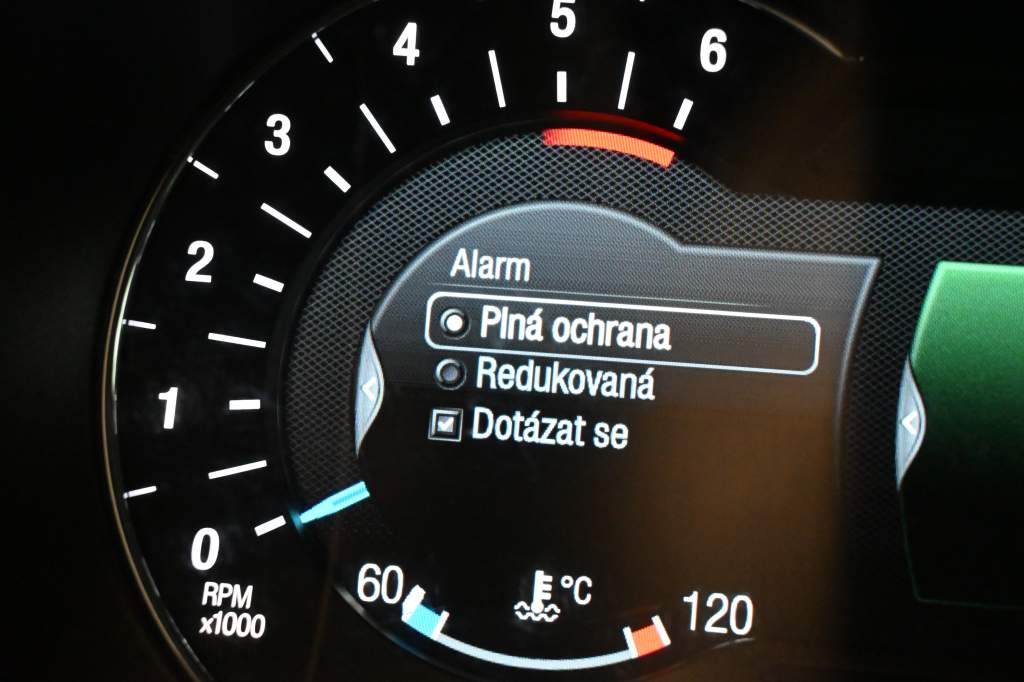 6
5
4
3
2
1
0
RPM
x1000
Alarm
Plná ochrana
Redukovaná
Dotázat se
60
°C
120